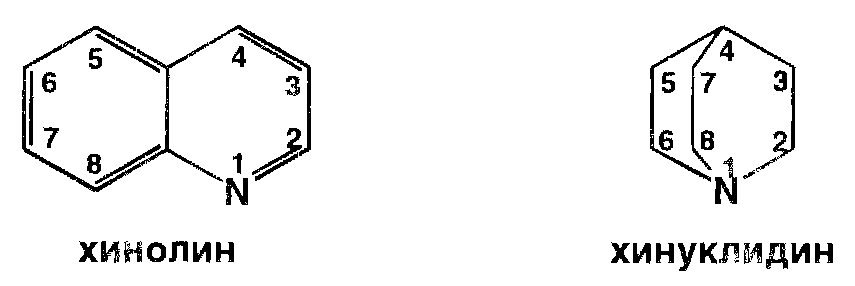 5 4 4
6 3 5 7 3
7 2 6 8 2
8 1 1
N N
хинолин хинуклидин